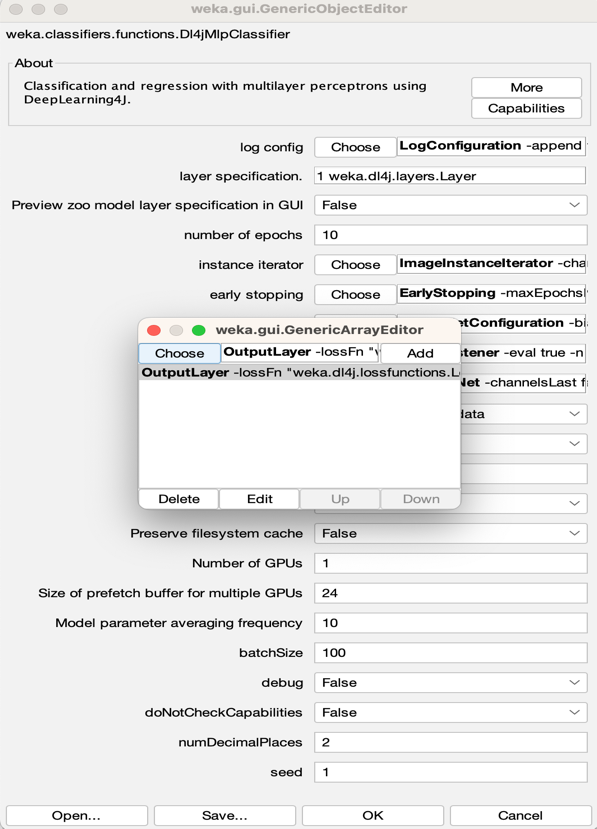 weka.gui.GenericObjectEditor
weka.classifiers.functions.Dl4jMlpClassifier
About
Classification and regression with multilayer perceptrons using
DeepLearning4J.
More
Capabilities
log config Choose LogConfiguration -append
layer specification. 1 weka.dl4j.layers.Layer
Preview zoo model layer specification in GUI False
number of epochs 10
instance iterator Choose ImageInstanceIterator -cha
early stopping Choose EarlyStopping -maxEpochs
etConfiguration -bia
stener -eval true -n
Net -channelsLast f
data
weka.gui.GenericArrayEditor
Choose OutputLayer -lossFn "w Add
OutputLayer -lossFn "weka.dl4j.lossfunctions.L
Delete Edit Up Down
Preserve filesystem cache False
Number of GPUs 1
Size of prefetch buffer for multiple GPUs 24
Model parameter averaging frequency 10
batchSize 100
debug False
doNotCheckCapabilities False
numDecimalPlaces 2
seed 1
Open... Save... OK Cancel